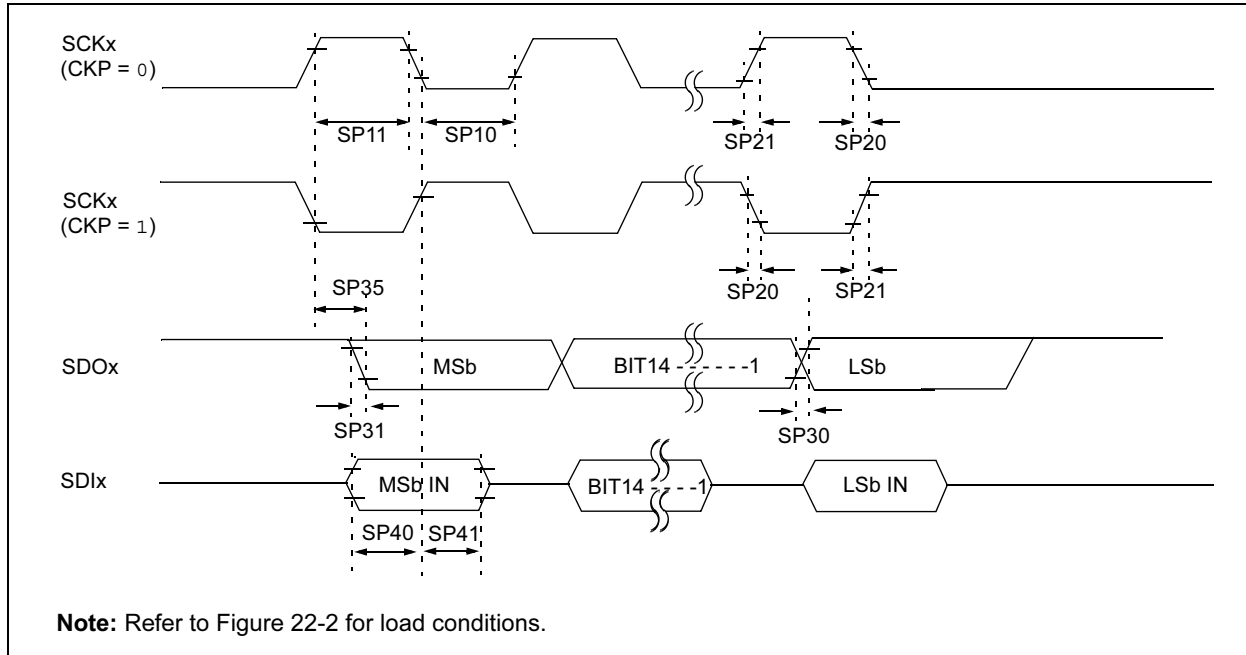 SCKx
(CKP = 0)
SP11
SP10
SP21
SP20
SCKx
(CKP = 1)
SP35
SP20
SP21
SDOx
MSb
BIT14 - - - - - -1
LSb
SP31
SP30
SDIx
MSb IN
BIT14 - - - -1
LSb IN
SP40
SP41
Note: Refer to Figure 22-2 for load conditions.